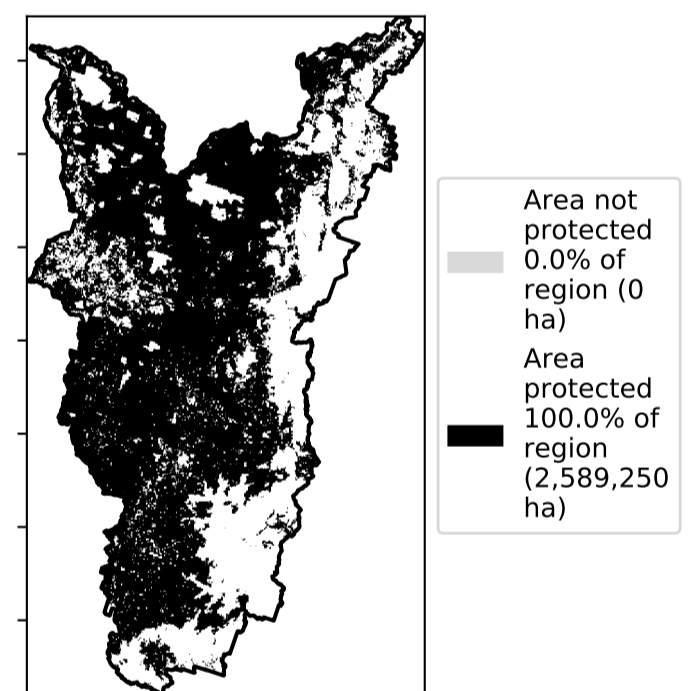 Area not
protected
0.0% of
region (0
ha)
Area
protected
100.0% of
region
(2,589,250
ha)